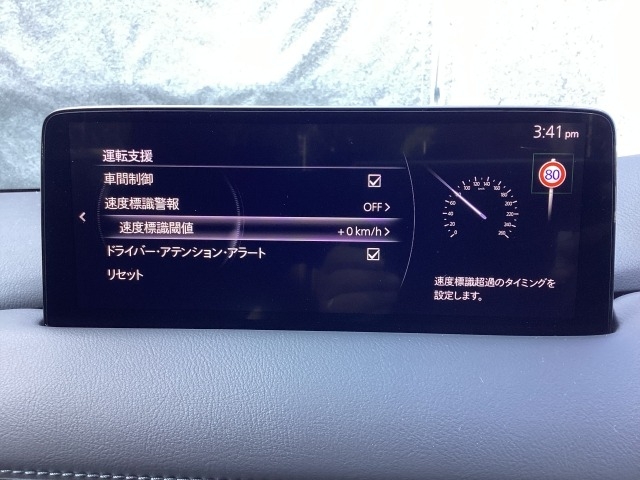 3:41 pm
運転支援
車間制御
速度標識警報 OFF
速度標識閾値 +0 km/h
ドライバー・アテンション・アラート
リセット
80
速度標識超過のタイミングを
設定します。